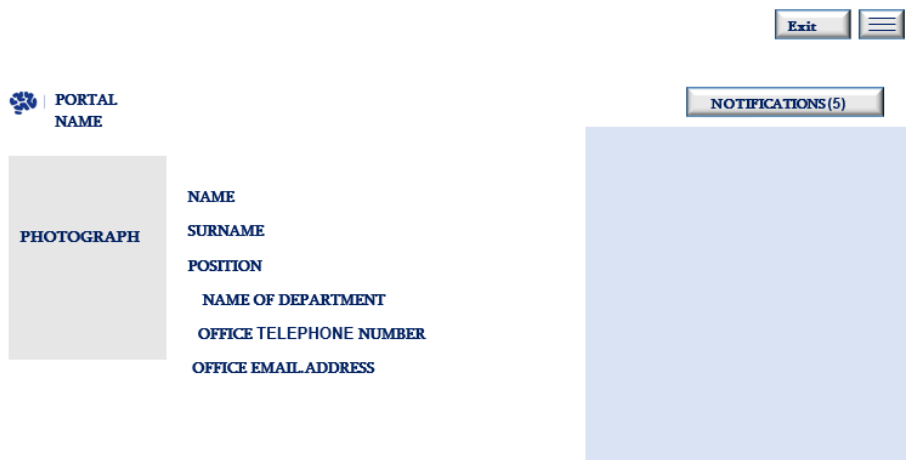 Exit
PORTAL
NAME
NOTIFICATIONS(5)
PHOTOGRAPH
NAME
SURNAME
POSITION
NAME OF DEPARTMENT
OFFICE TELEPHONE NUMBER
OFFICE EMAIL.ADDRESS